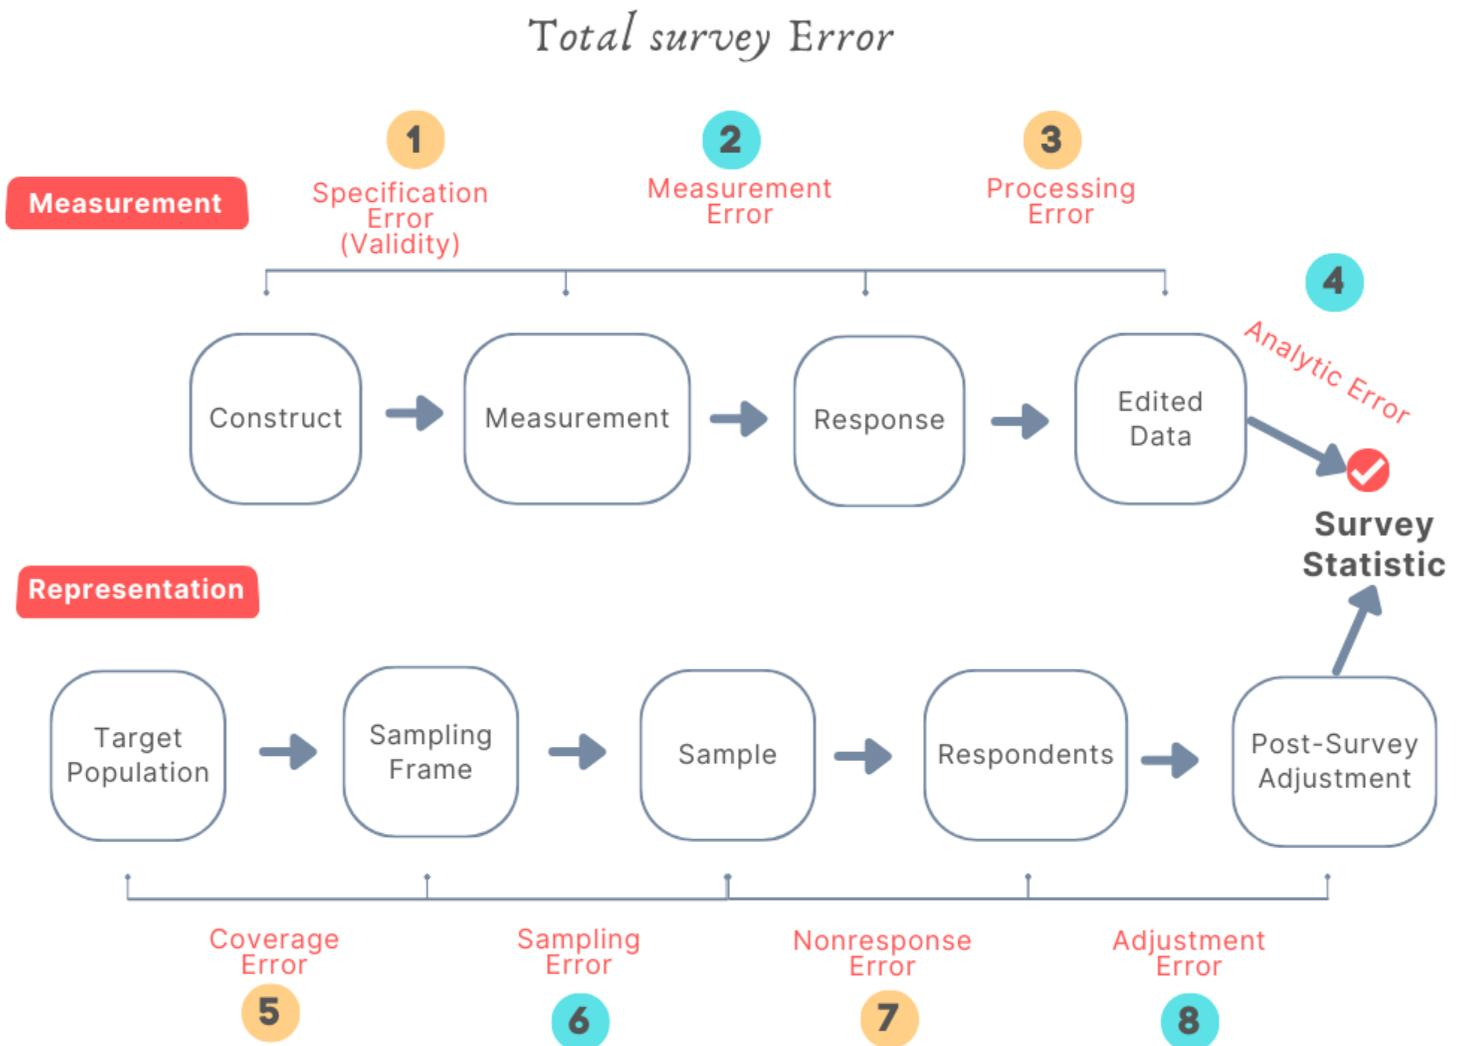 Total survey Error
1
2
3
Measurement
Specification
Error
(Validity)
Measurement
Error
Processing
Error
4
Analytic Error
Construct
Measurement
Response
Edited
Data
Survey
Statistic
Representation
Target
Population
Sampling
Frame
Sample
Respondents
Post-Survey
Adjustment
Coverage
Error
Sampling
Error
Nonresponse
Error
Adjustment
Error
5
6
7
8